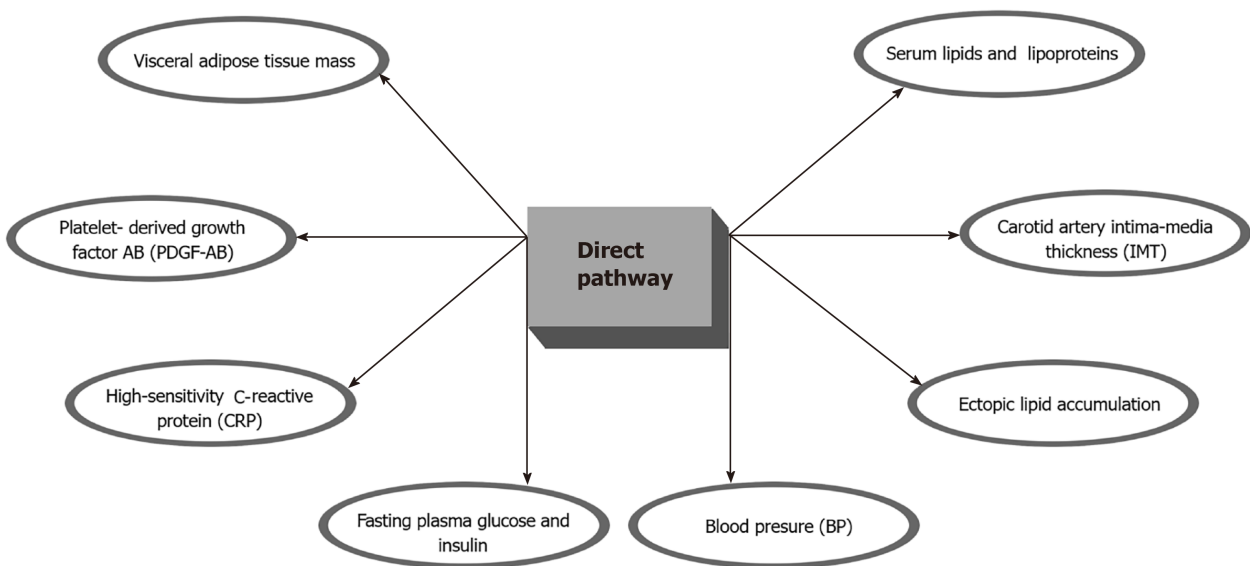 Visceral adipose tissue mass
Serum lipids and lipoproteins
Platelet- derived growth
factor AB (PDGF-AB)
Direct
pathway
Carotid artery intima-media
thickness (IMT)
High-sensitivity C-reactive
protein (CRP)
Ectopic lipid accumulation
Fasting plasma glucose and
insulin
Blood presure (BP)